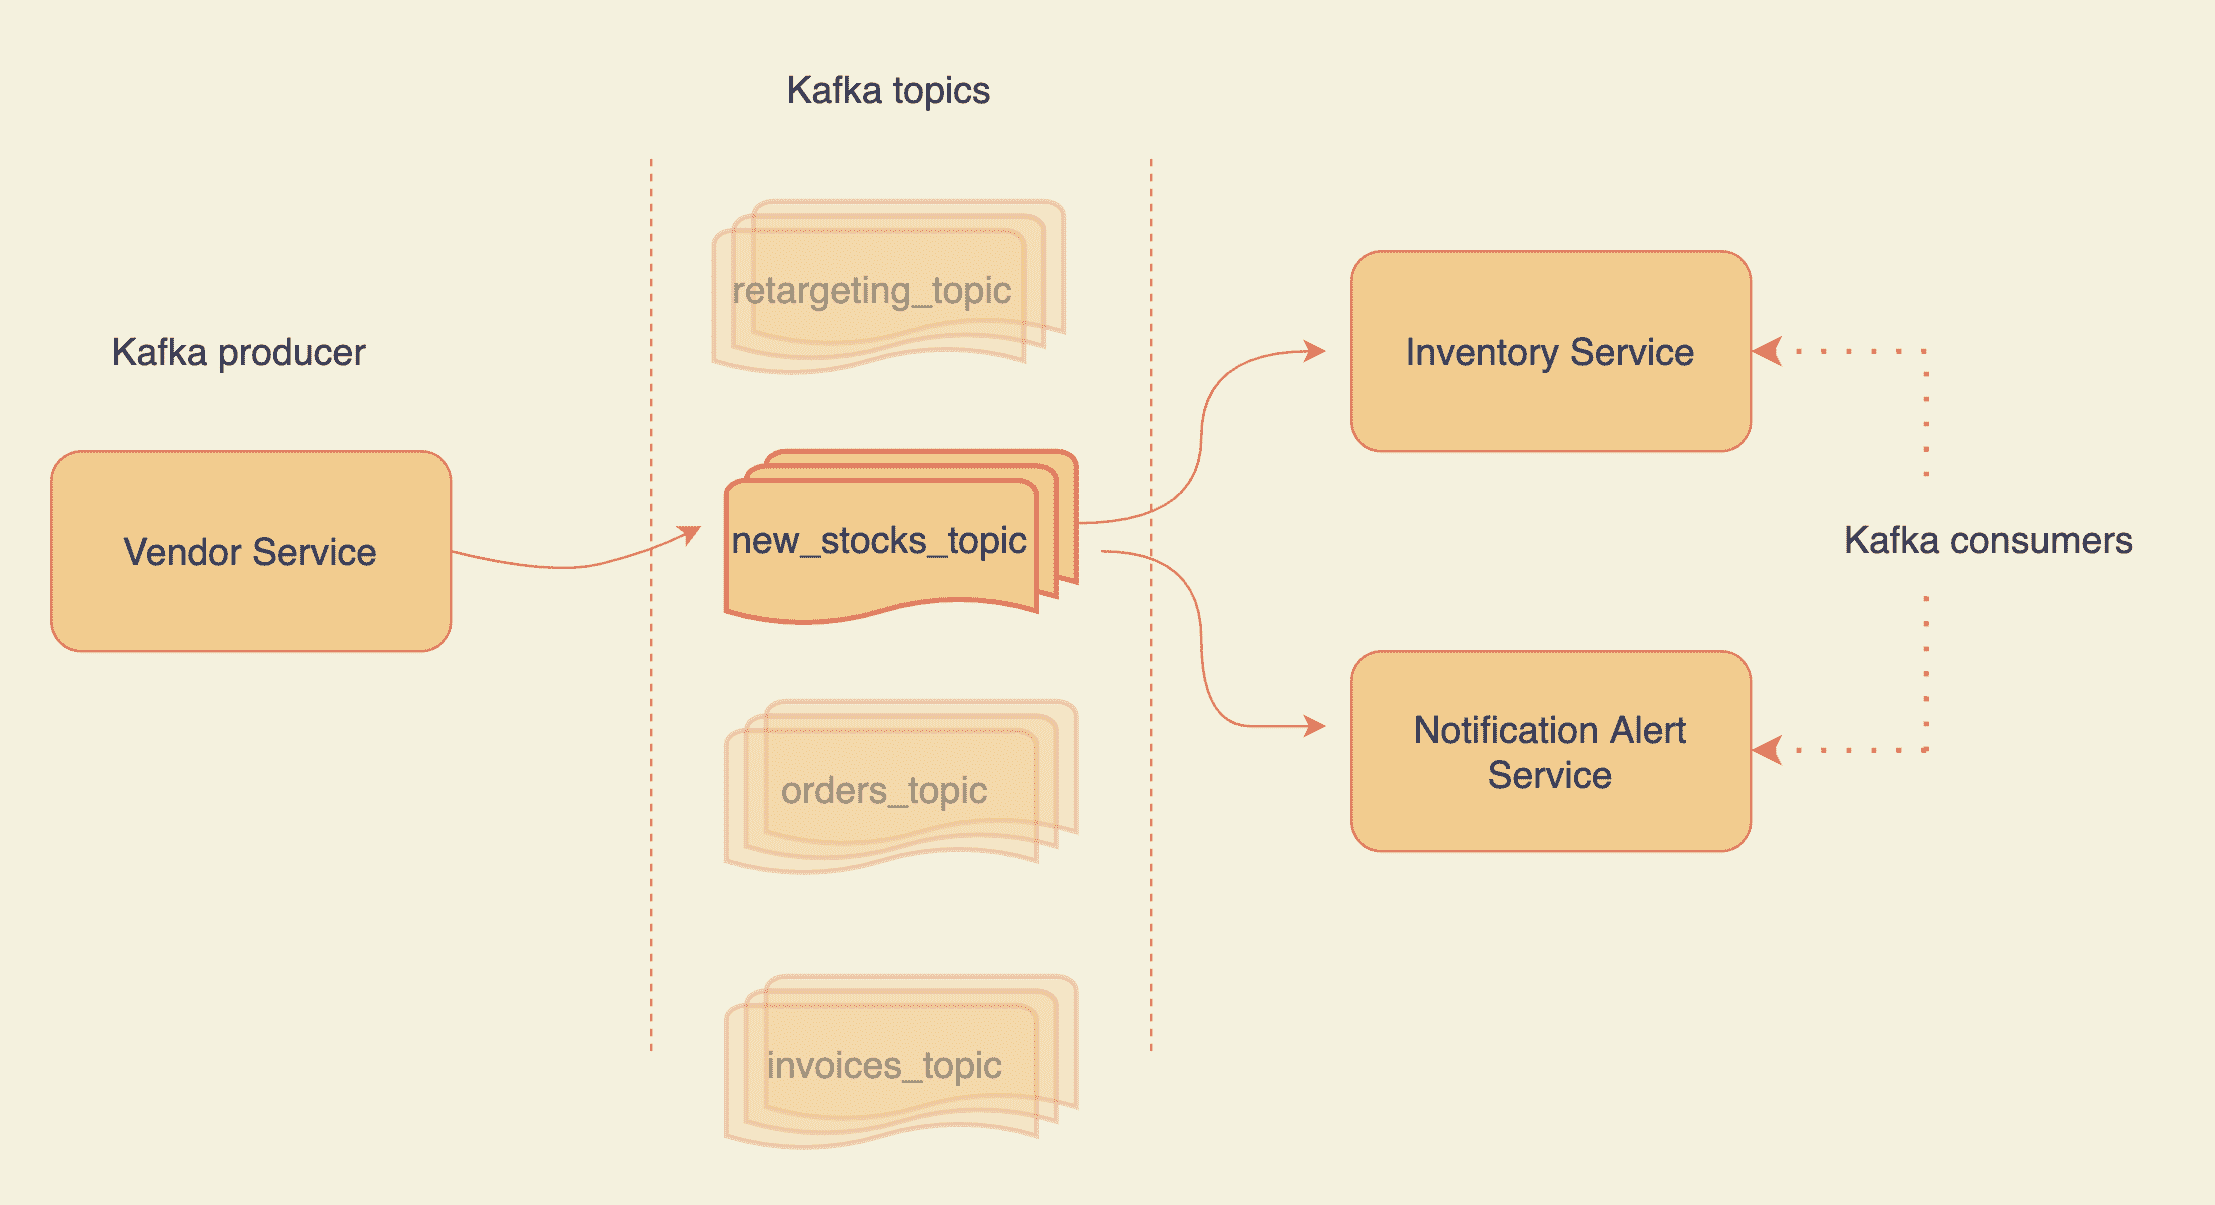 Kafka topics
retargeting_topic
Kafka producer
Inventory Service
Vendor Service
new_stocks_topic
Kafka consumers
Notification Alert
Service
orders_topic
invoices_topic